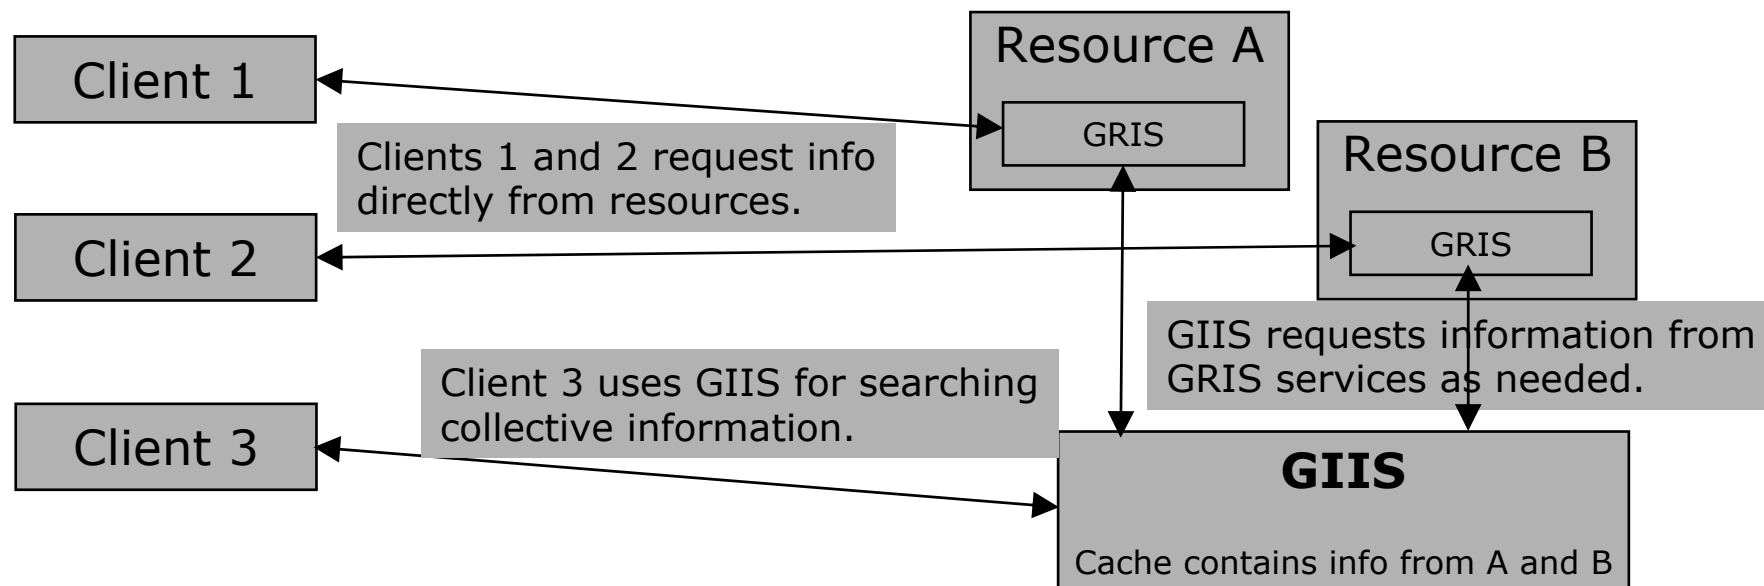 Client 1
Resource A
GRIS
Clients 1 and 2 request info
directly from resources.
Resource B
GRIS
Client 2
GIIS requests information from
GRIS services as needed.
Client 3 uses GIIS for searching
collective information.
Client 3
GIIS
Cache contains info from A and B